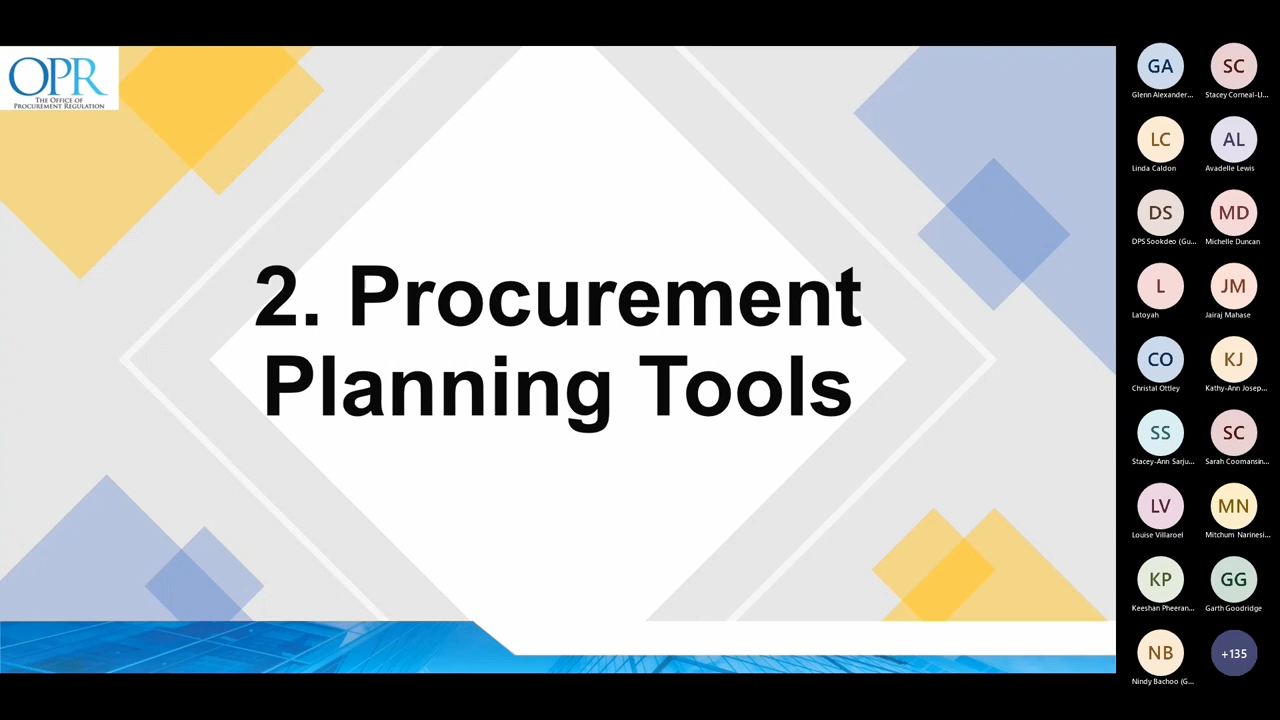 OPR
THE OFFICE OF
PROCUREMENT REGULATION
2. Procurement
Planning Tools
GA
SC
Glenn Alexander...
Stacey Corneal-Ll...
LC
AL
Linda Caldon
Avadelle Lewis
DS
MD
DPS Sookdeo (Gu...
Michelle Duncan
L
JM
Latoyah
Jairaj Mahase
CO
KJ
Christal Ottley
Kathy-Ann Josep...
SS
SC
Stacey-Ann Sarju...
Sarah Coomansin...
LV
MN
Louise Villaroel
Mitchum Narinesi...
KP
GG
Keeshan Pheeran...
Garth Goodridge
NB
+135
Nindy Bachoo (G...